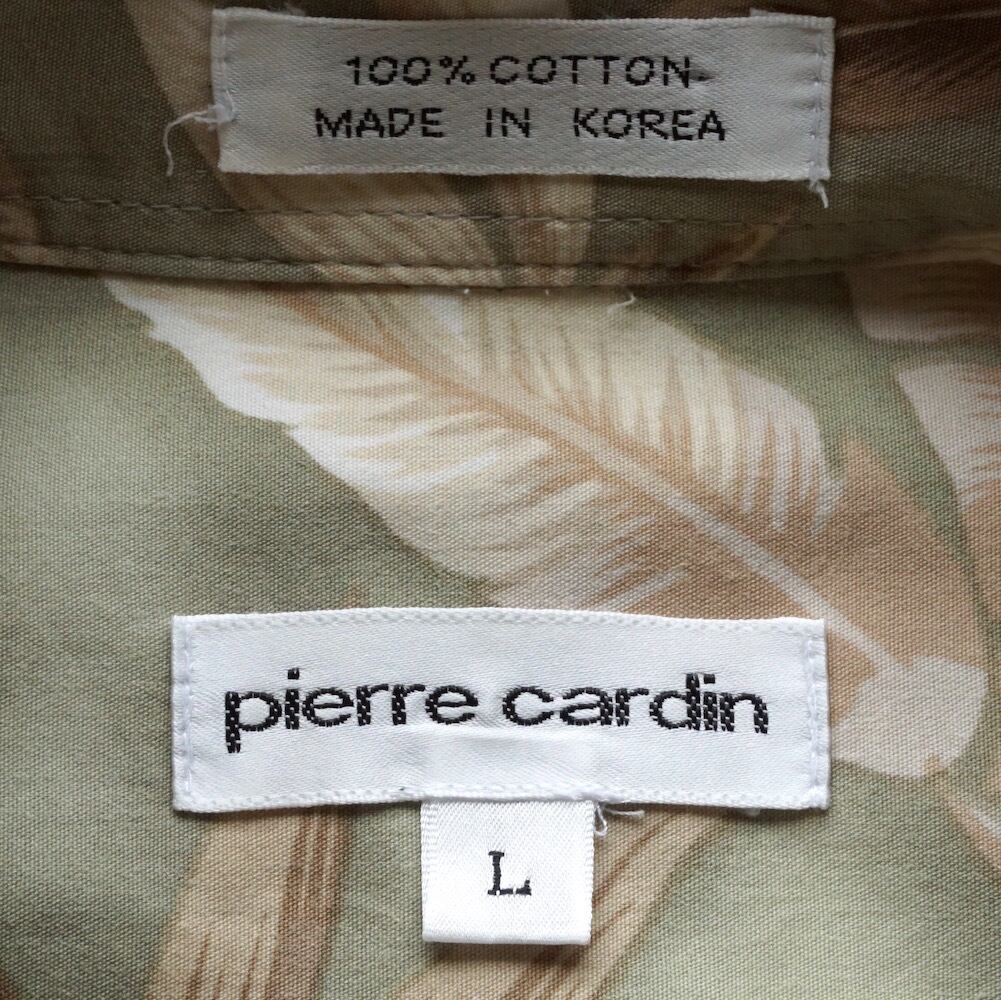 100% COTTON
MADE IN KOREA
pierre cardin
L